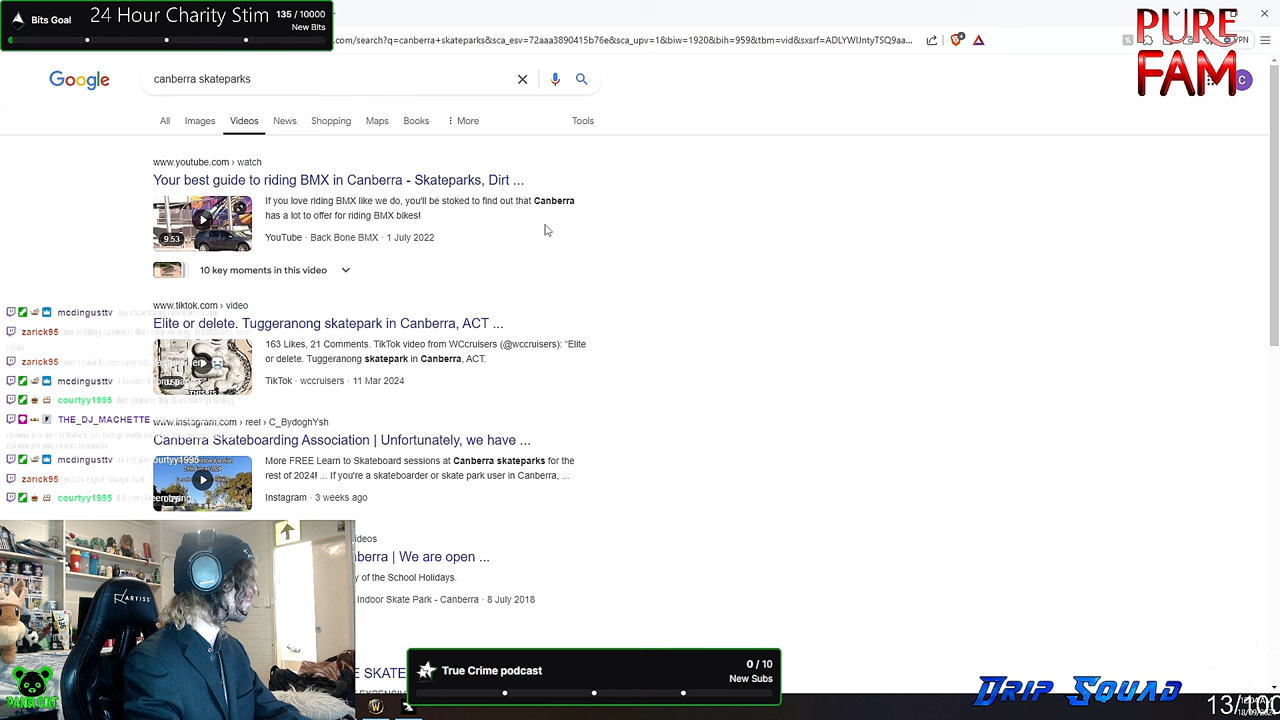 Bits Goal
24 Hour Charity Stim
135 / 10000
New Bits
.com/search?q=canberra+skateparks&sca_esv=72aaa3890415b76e&sca_upv=1&biw=1920&bih=959&tbm=vid&sxsrf=ADLYWIJntyTSQ9aa...
PURE
FAM
Google
canberra skateparks
C
All
Images
Videos
News
Shopping
Maps
Books
More
Tools
www.youtube.com › watch
Your best guide to riding BMX in Canberra - Skateparks, Dirt ...
If you love riding BMX like we do, you'll be stoked to find out that Canberra
has a lot to offer for riding BMX bikes!
9:53
YouTube · Back Bone BMX · 1 July 2022
10 key moments in this video
www.tiktok.com › video
Elite or delete. Tuggeranong skatepark in Canberra, ACT ...
163 Likes, 21 Comments. TikTok video from WCcruisers (@wccruisers): "Elite
or delete. Tuggeranong skatepark in Canberra, ACT.
TikTok · wccruisers · 11 Mar 2024
www.instagram.com › reel › C_BydoghYsh
Canberra Skateboarding Association | Unfortunately, we have ...
More FREE Learn to Skateboard sessions at Canberra skateparks for the
rest of 2024! ... If you're a skateboarder or skate park user in Canberra, ...
Instagram · 3 weeks ago
mcdingusttv
zarick95
zarick95
mcdingusttv
courtyy1995
THE_DJ_MACHETTE
mcdingusttv
zarick95
courtyy1995
berra | We are open ...
y of the School Holidays.
Indoor Skate Park - Canberra · 8 July 2018
ARTISS
True Crime podcast
0 / 10
New Subs
Drip Squad
13/100